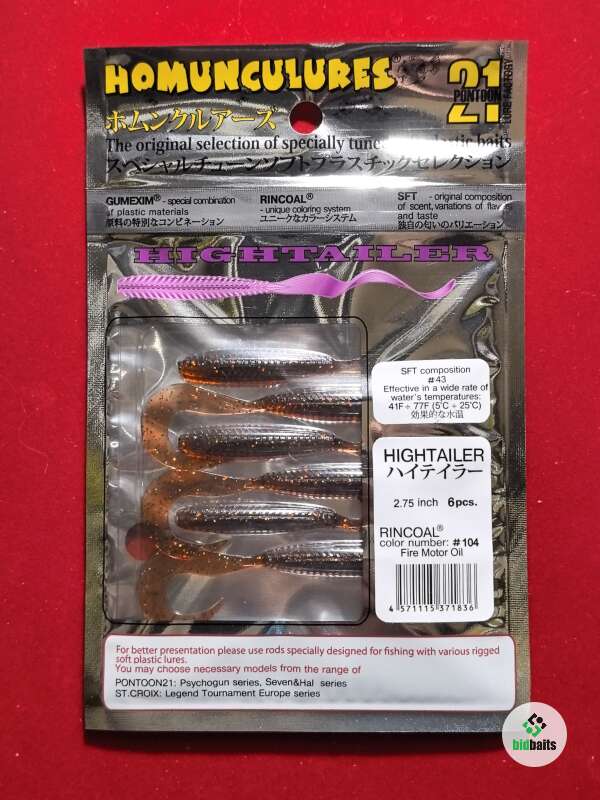 HOMUNCULURES®
21
PONTOON
LURE FACTORY
ホムンクルアーズ
The original selection of specially tuned plastic baits
スペシャルチューンソフトプラスチックセレクション
GUMEXIM® - special combination
of plastic materials
原料の特別なコンビネーション
RINCOAL®
- unique coloring system
ユニークなカラーシステム
SFT - original composition
of scent, variations of flavor
and taste
独自の匂いのバリエーション
HIGHTAILER
SFT composition
#43
Effective in a wide rate of
water's temperatures:
41F÷77F (5℃÷25℃)
効果的な水温
HIGHTAILER
ハイテイラー
2.75 inch 6pcs.
RINCOAL®
color number: #104
Fire Motor Oil
4 571115 371836
For better presentation please use rods specially designed for fishing with various rigged
soft plastic lures.
You may choose necessary models from the range of
PONTOON21: Psychogun series, Seven&Hal series
ST.CROIX: Legend Tournament Europe series
bidbaits